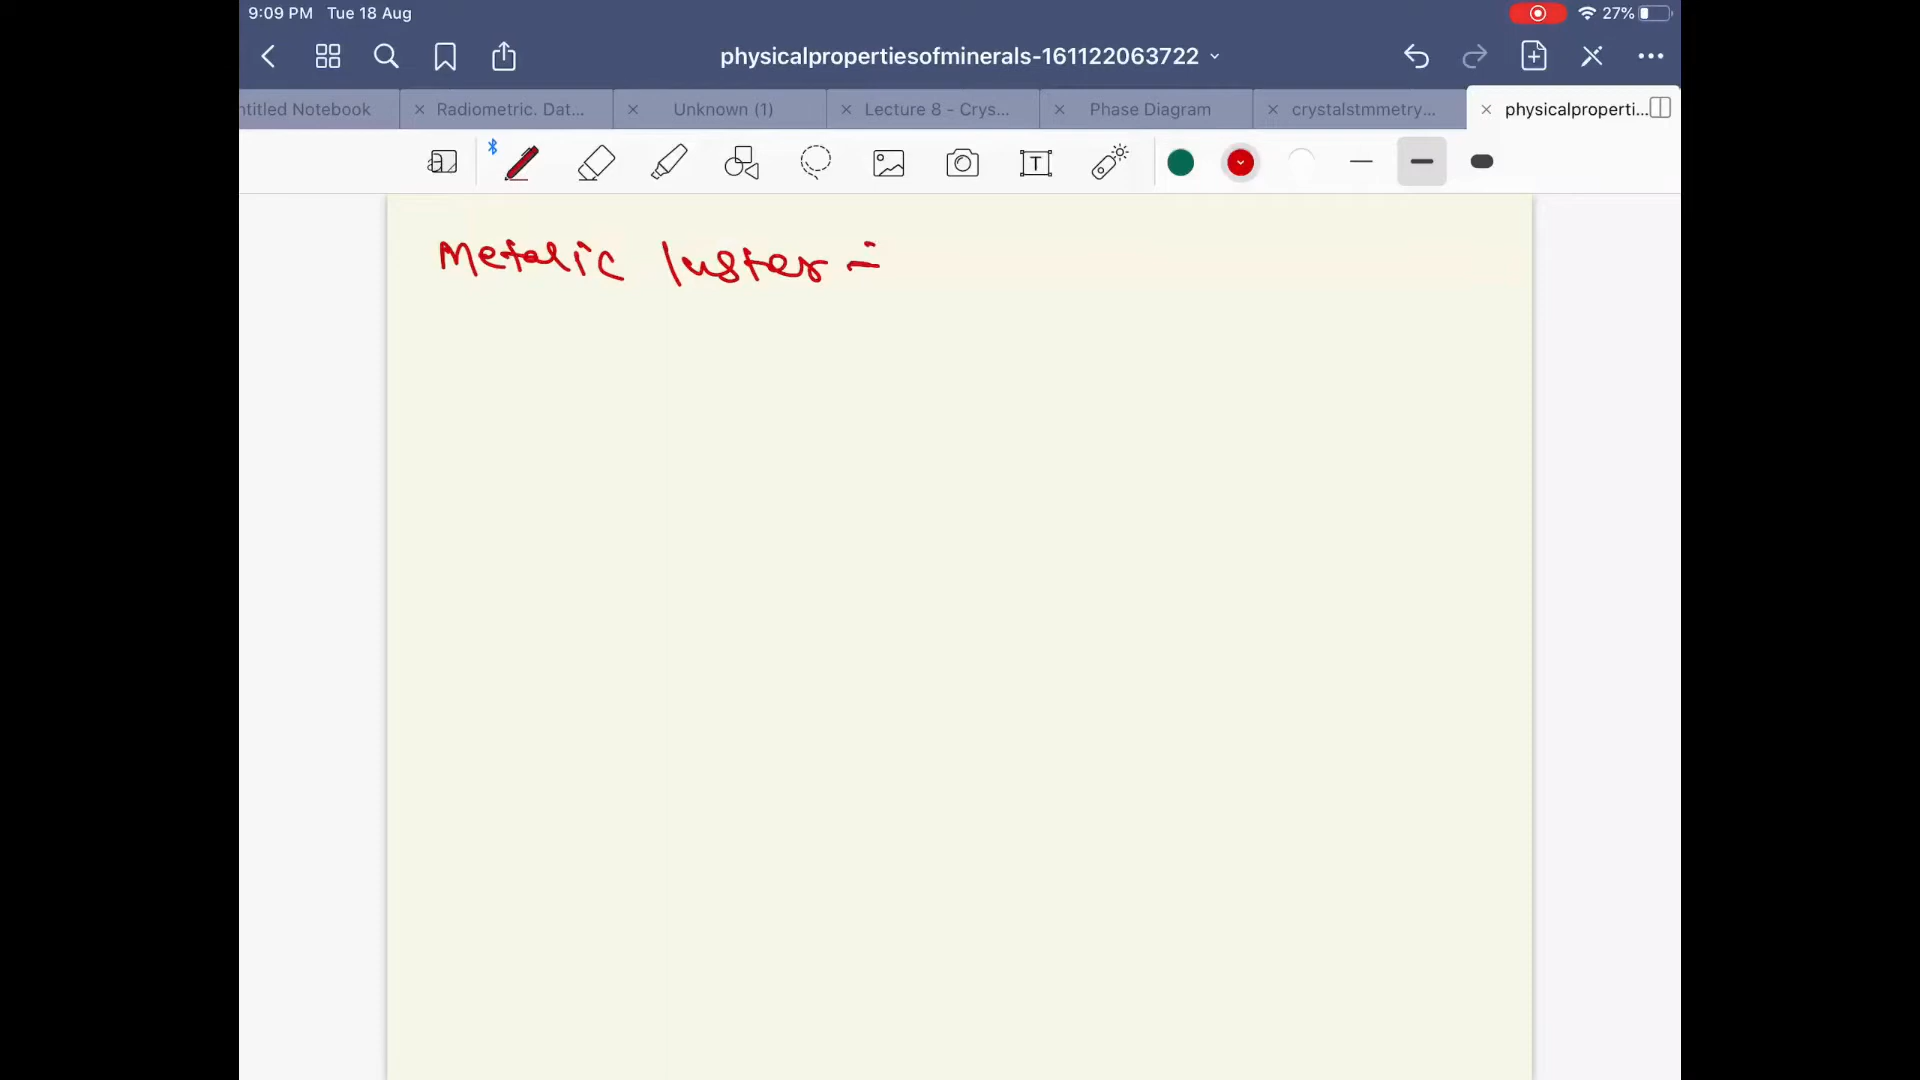 9:09 PM Tue 18 Aug 27%
physicalpropertiesofminerals-161122063722
ntitled Notebook Radiometric. Dat... Unknown (1) Lecture 8 - Crys... Phase Diagram crystalstmmetry... physicalproperti...
T
Metalic luster :-